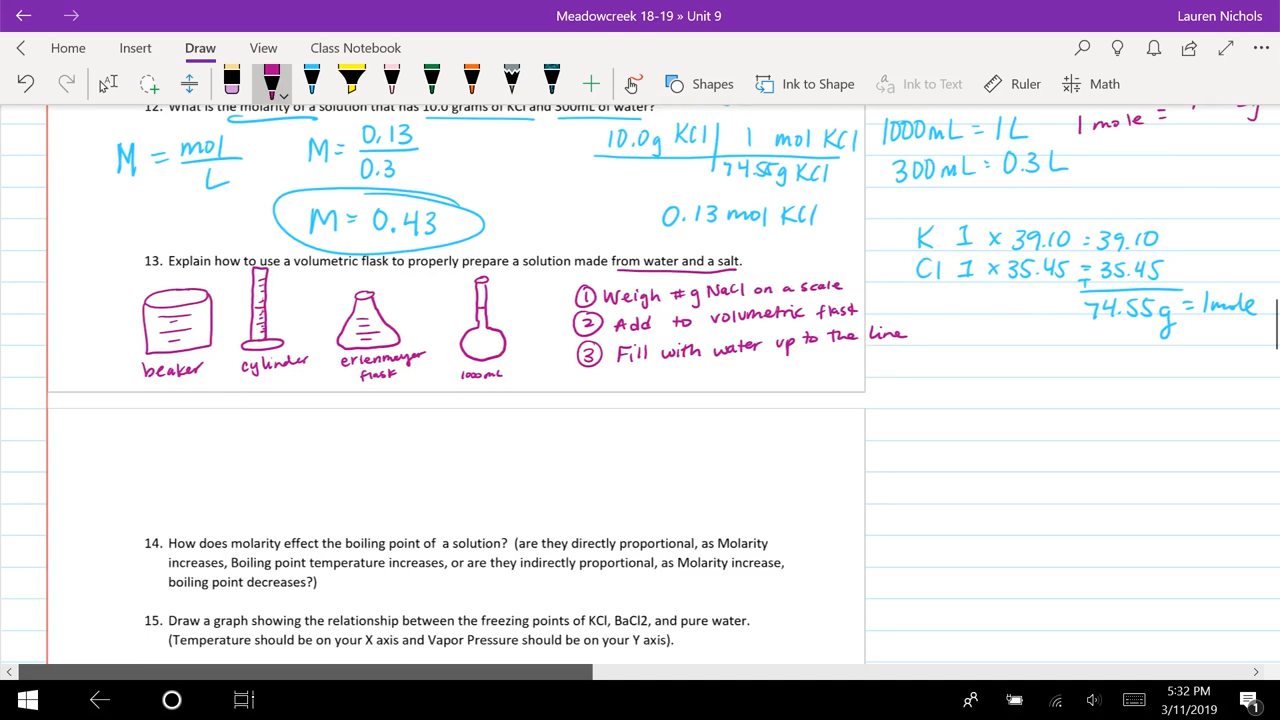 Meadowcreek 18-19 » Unit 9
Lauren Nichols
Home Insert Draw View Class Notebook
Shapes Ink to Shape Ink to Text Ruler Math
12. What is the molarity of a solution that has 10.0 grams of KCl and 300mL of water?
1 mole =
M = mol / L
M = 0.13 / 0.3
10.0g KCl | 1 mol KCl
74.55g KCl
1000mL = 1L
300mL = 0.3L
M = 0.43
0.13 mol KCl
K 1 × 39.10 = 39.10
Cl 1 × 35.45 = 35.45
+
74.55g = 1mole
13. Explain how to use a volumetric flask to properly prepare a solution made from water and a salt.
① Weigh #g NaCl on a scale
② Add to volumetric flask
③ Fill with water up to the line
beaker
cylinder
erlenmeyer
flask
1000mL
14. How does molarity effect the boiling point of a solution? (are they directly proportional, as Molarity
increases, Boiling point temperature increases, or are they indirectly proportional, as Molarity increase,
boiling point decreases?)
15. Draw a graph showing the relationship between the freezing points of KCl, BaCl2, and pure water.
(Temperature should be on your X axis and Vapor Pressure should be on your Y axis).
5:32 PM
3/11/2019
1